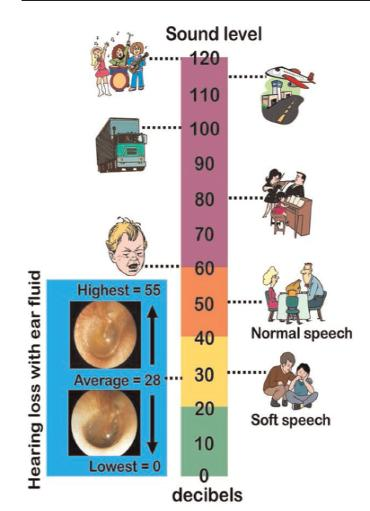 Sound level
120
110
100
90
80
70
60
50
40
30
20
10
0
decibels
Normal speech
Soft speech
Hearing loss with ear fluid
Highest = 55
Average = 28
Lowest = 0